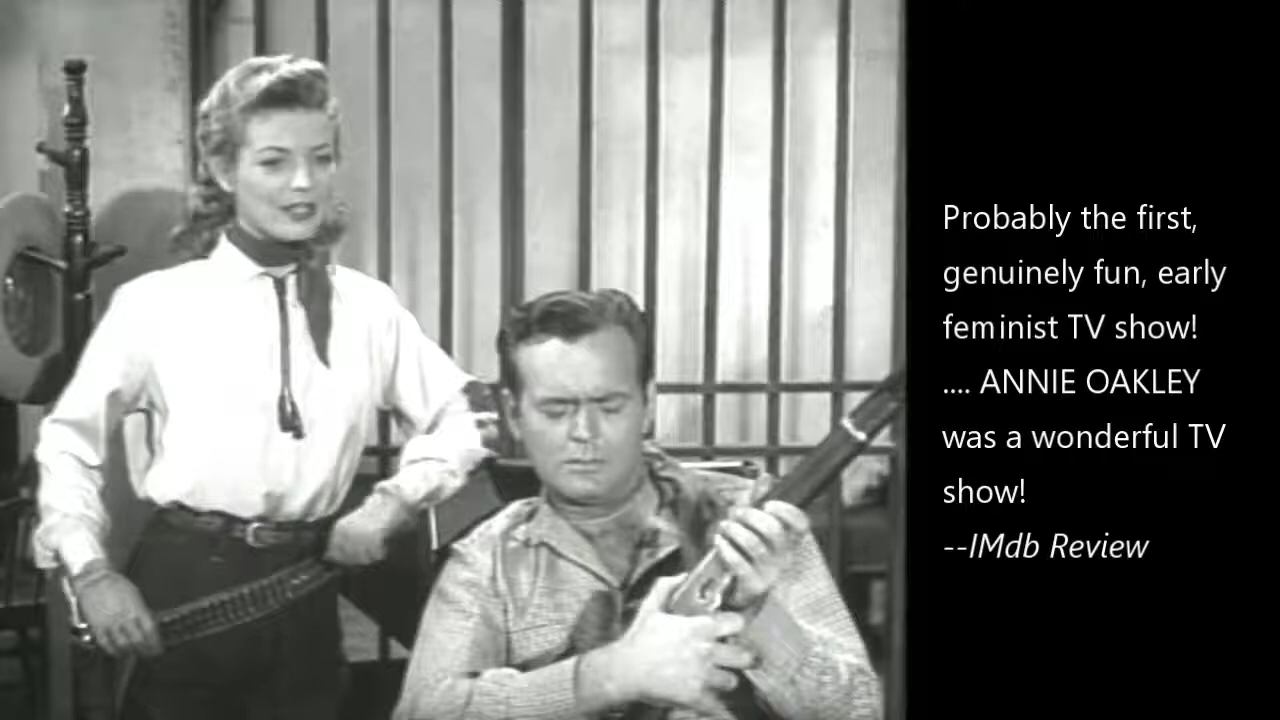 Probably the first,
genuinely fun, early
feminist TV show!
.... ANNIE OAKLEY
was a wonderful TV
show!
--IMdb Review